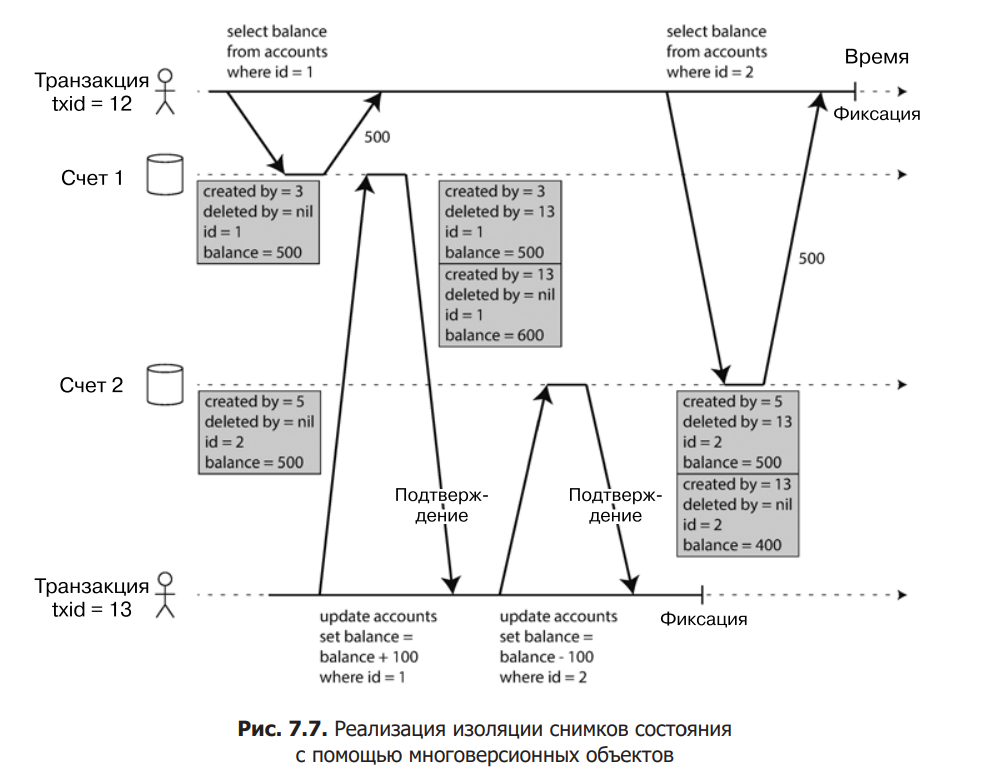 select balance
from accounts
where id = 1
select balance
from accounts
where id = 2
Время
Транзакция
txid = 12
Фиксация
500
Счет 1
created by = 3
deleted by = nil
id = 1
balance = 500
created by = 3
deleted by = 13
id = 1
balance = 500
created by = 13
deleted by = nil
id = 1
balance = 600
500
Счет 2
created by = 5
deleted by = nil
id = 2
balance = 500
created by = 5
deleted by = 13
id = 2
balance = 500
created by = 13
deleted by = nil
id = 2
balance = 400
Подтверж-
дение
Подтверж-
дение
Транзакция
txid = 13
update accounts
set balance =
balance + 100
where id = 1
update accounts
set balance =
balance - 100
where id = 2
Фиксация
Рис. 7.7. Реализация изоляции снимков состояния
с помощью многоверсионных объектов